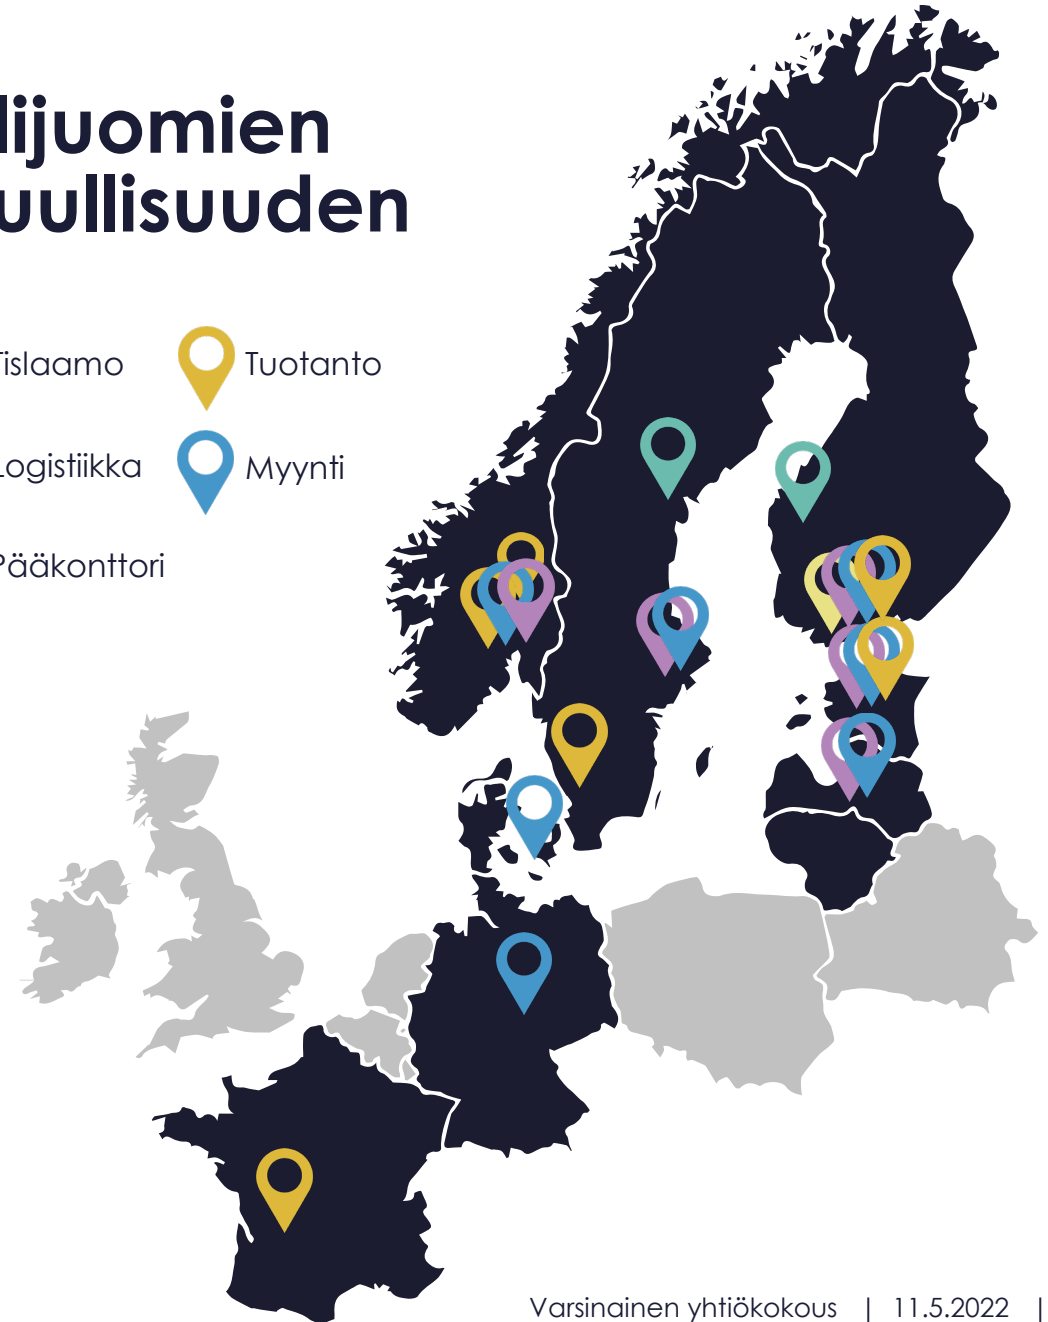 lijuomien
uullisuuden
Tislaamo
Tuotanto
Logistiikka
Myynti
Pääkonttori
Varsinainen yhtiökokous | 11.5.2022 |